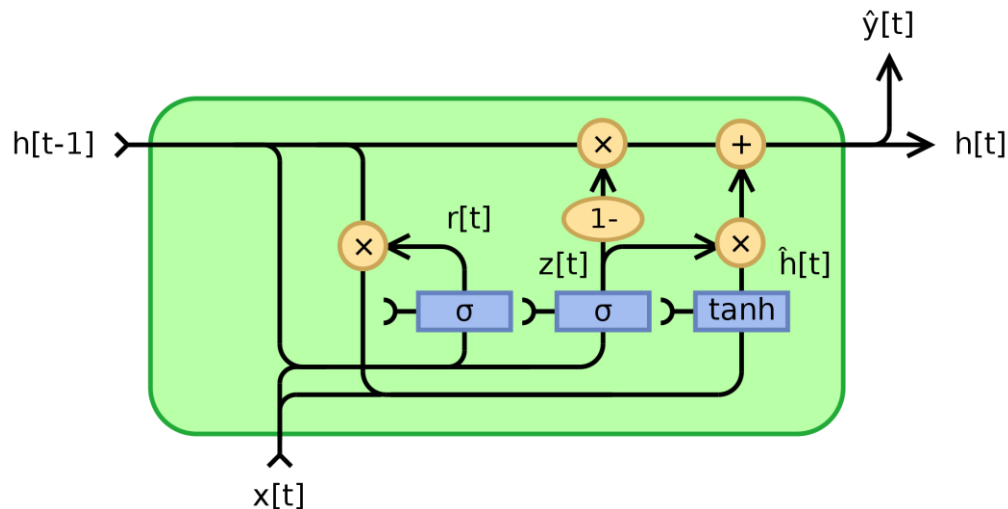 ŷ[t]
h[t-1]
×
+
h[t]
1-
r[t]
×
z[t]
×
ĥ[t]
σ
σ
tanh
x[t]